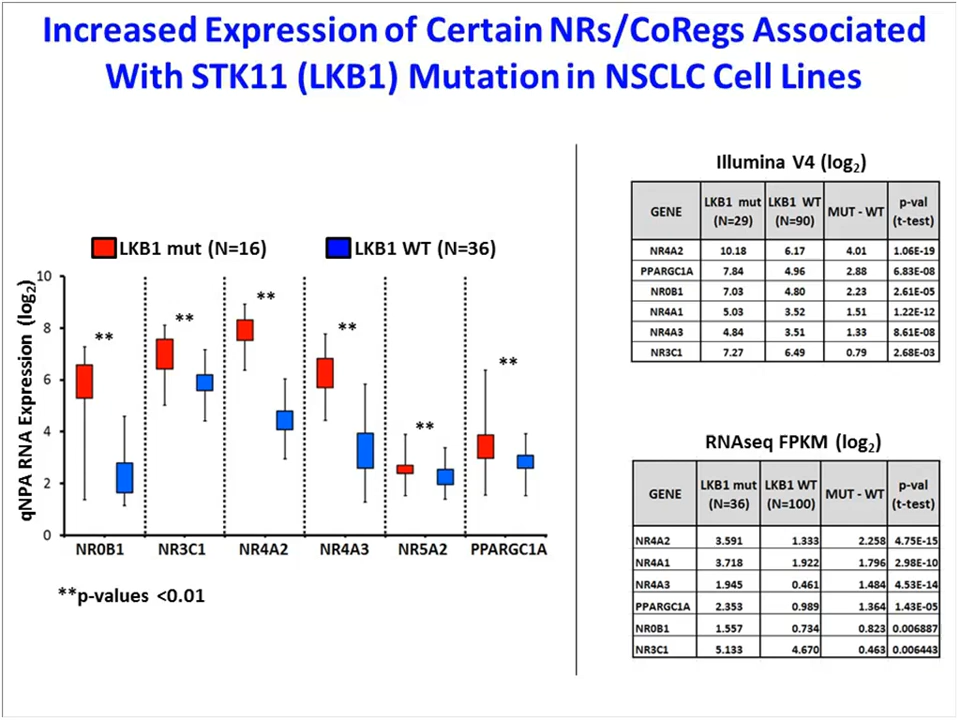 Increased Expression of Certain NRs/CoRegs Associated
With STK11 (LKB1) Mutation in NSCLC Cell Lines
LKB1 mut (N=16) LKB1 WT (N=36)
qNPA RNA Expression (log2)
10
8
6
4
2
0
** ** ** ** ** **
NR0B1 NR3C1 NR4A2 NR4A3 NR5A2 PPARGC1A
**p-values <0.01
Illumina V4 (log2)
GENE LKB1 mut (N=29) LKB1 WT (N=90) MUT - WT p-val (t-test)
NR4A2 10.18 6.17 4.01 1.06E-19
PPARGC1A 7.84 4.96 2.88 6.83E-08
NR0B1 7.03 4.80 2.23 2.61E-05
NR4A1 5.03 3.52 1.51 1.22E-12
NR4A3 4.84 3.51 1.33 8.61E-08
NR3C1 7.27 6.49 0.79 2.68E-03
RNAseq FPKM (log2)
GENE LKB1 mut (N=36) LKB1 WT (N=100) MUT - WT p-val (t-test)
NR4A2 3.591 1.333 2.258 4.75E-15
NR4A1 3.718 1.922 1.796 2.98E-10
NR4A3 1.945 0.461 1.484 4.53E-14
PPARGC1A 2.353 0.989 1.364 1.43E-05
NR0B1 1.557 0.734 0.823 0.006887
NR3C1 5.133 4.670 0.463 0.006443